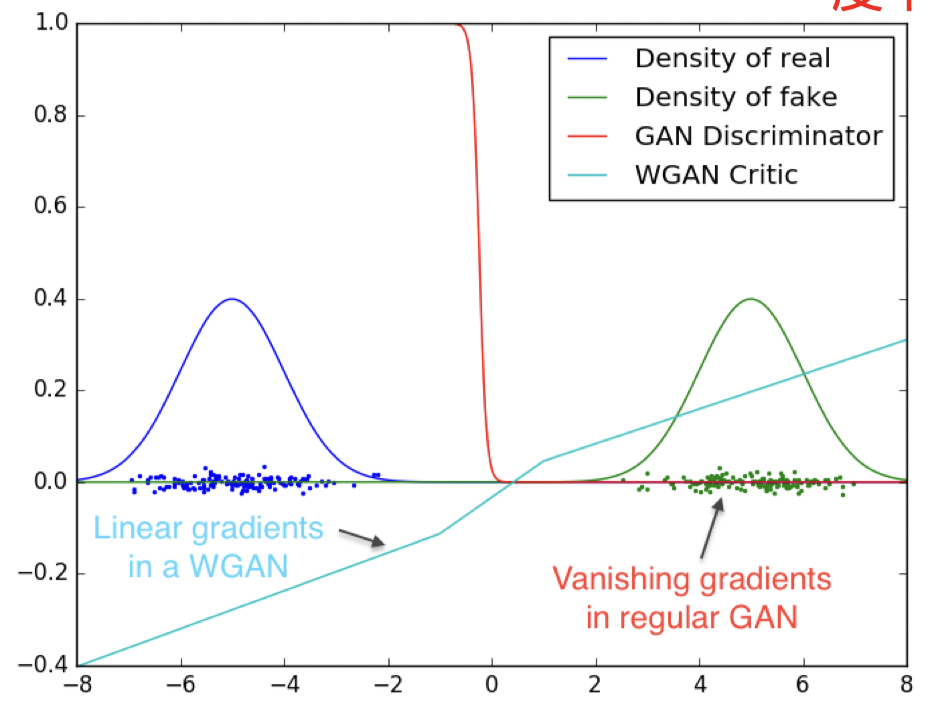 1.0
Density of real
Density of fake
GAN Discriminator
WGAN Critic
0.8
0.6
0.4
0.2
0.0
Linear gradients
in a WGAN
Vanishing gradients
in regular GAN
−0.2
−0.4
−8
−6
−4
−2
0
2
4
6
8